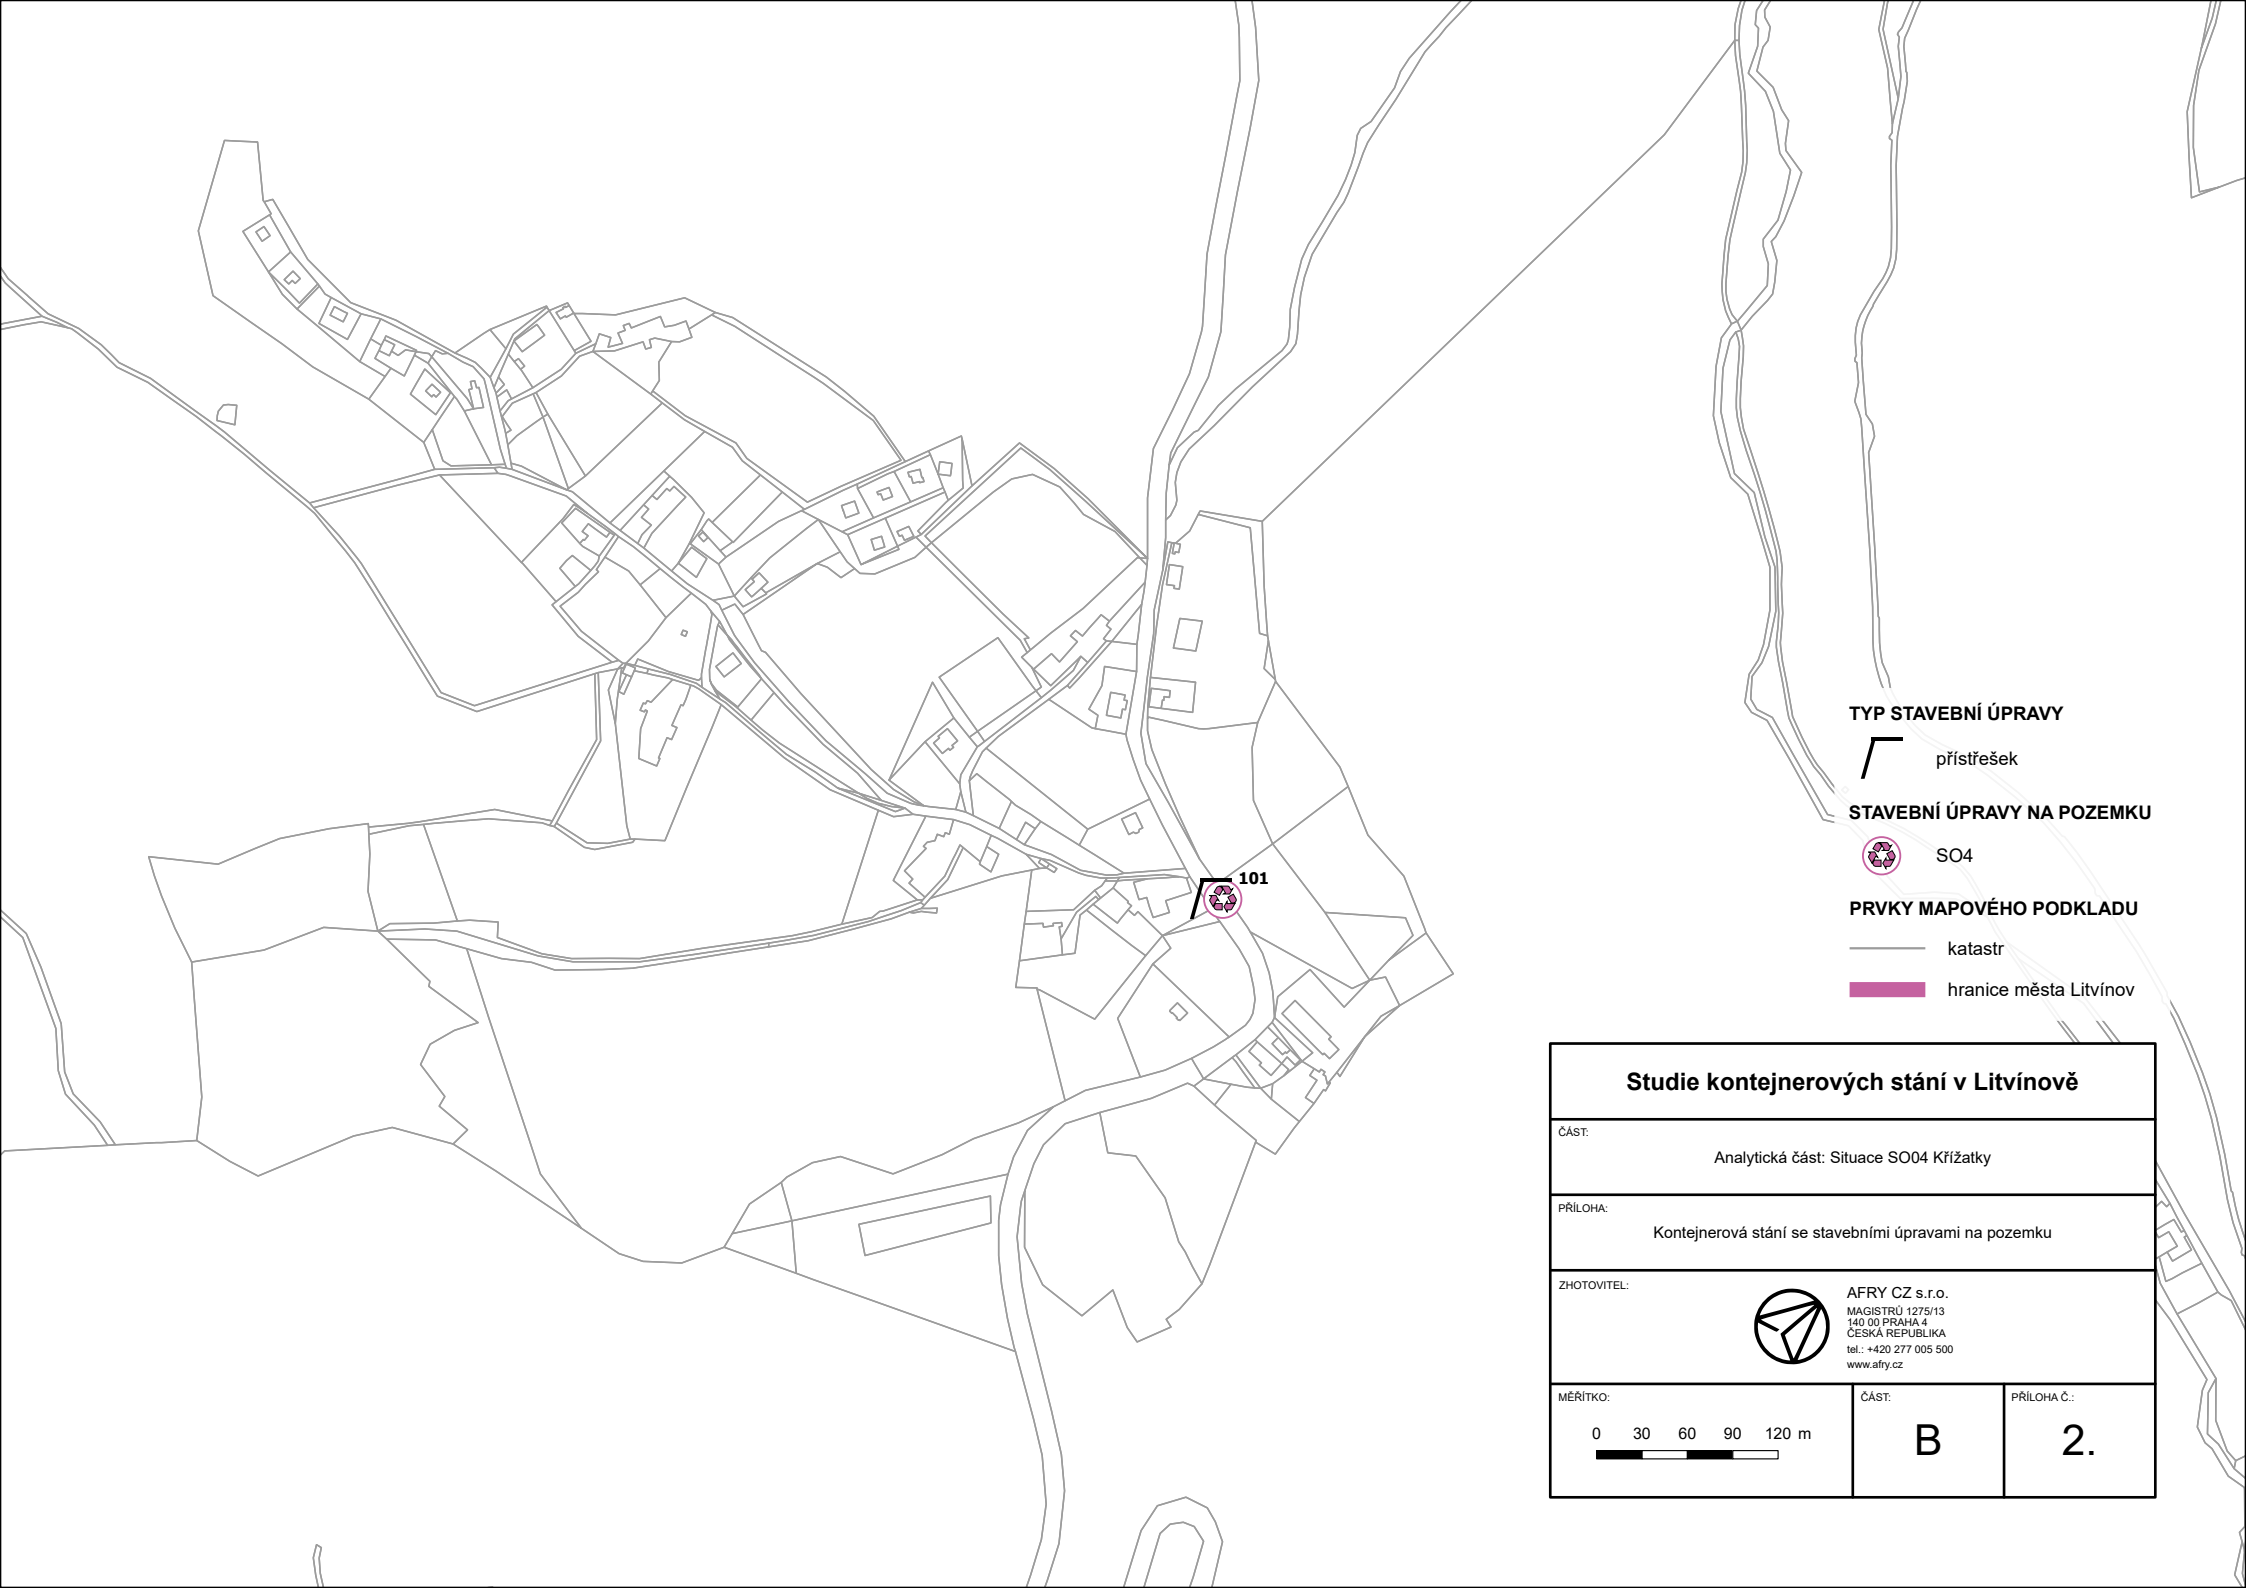 101
TYP STAVEBNÍ ÚPRAVY
přístřešek
STAVEBNÍ ÚPRAVY NA POZEMKU
SO4
PRVKY MAPOVÉHO PODKLADU
katastr
hranice města Litvínov
Studie kontejnerových stání v Litvínově
ČÁST:
Analytická část: Situace SO04 Křížatky
PŘÍLOHA:
Kontejnerová stání se stavebními úpravami na pozemku
ZHOTOVITEL:
AFRY CZ s.r.o.
MAGISTRŮ 1275/13
140 00 PRAHA 4
ČESKÁ REPUBLIKA
tel.: +420 277 005 500
www.afry.cz
MĚŘÍTKO:
0 30 60 90 120 m
ČÁST:
B
PŘÍLOHA Č.:
2.